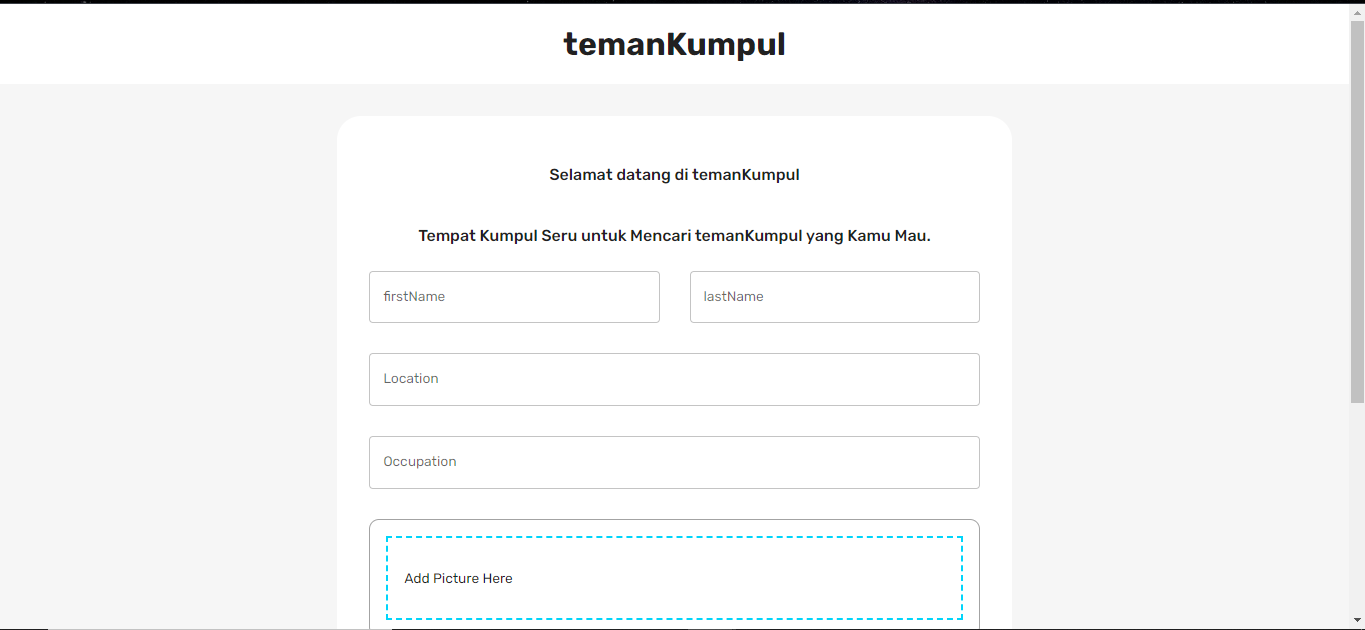 temanKumpul
Selamat datang di temanKumpul
Tempat Kumpul Seru untuk Mencari temanKumpul yang Kamu Mau.
firstName
lastName
Location
Occupation
Add Picture Here